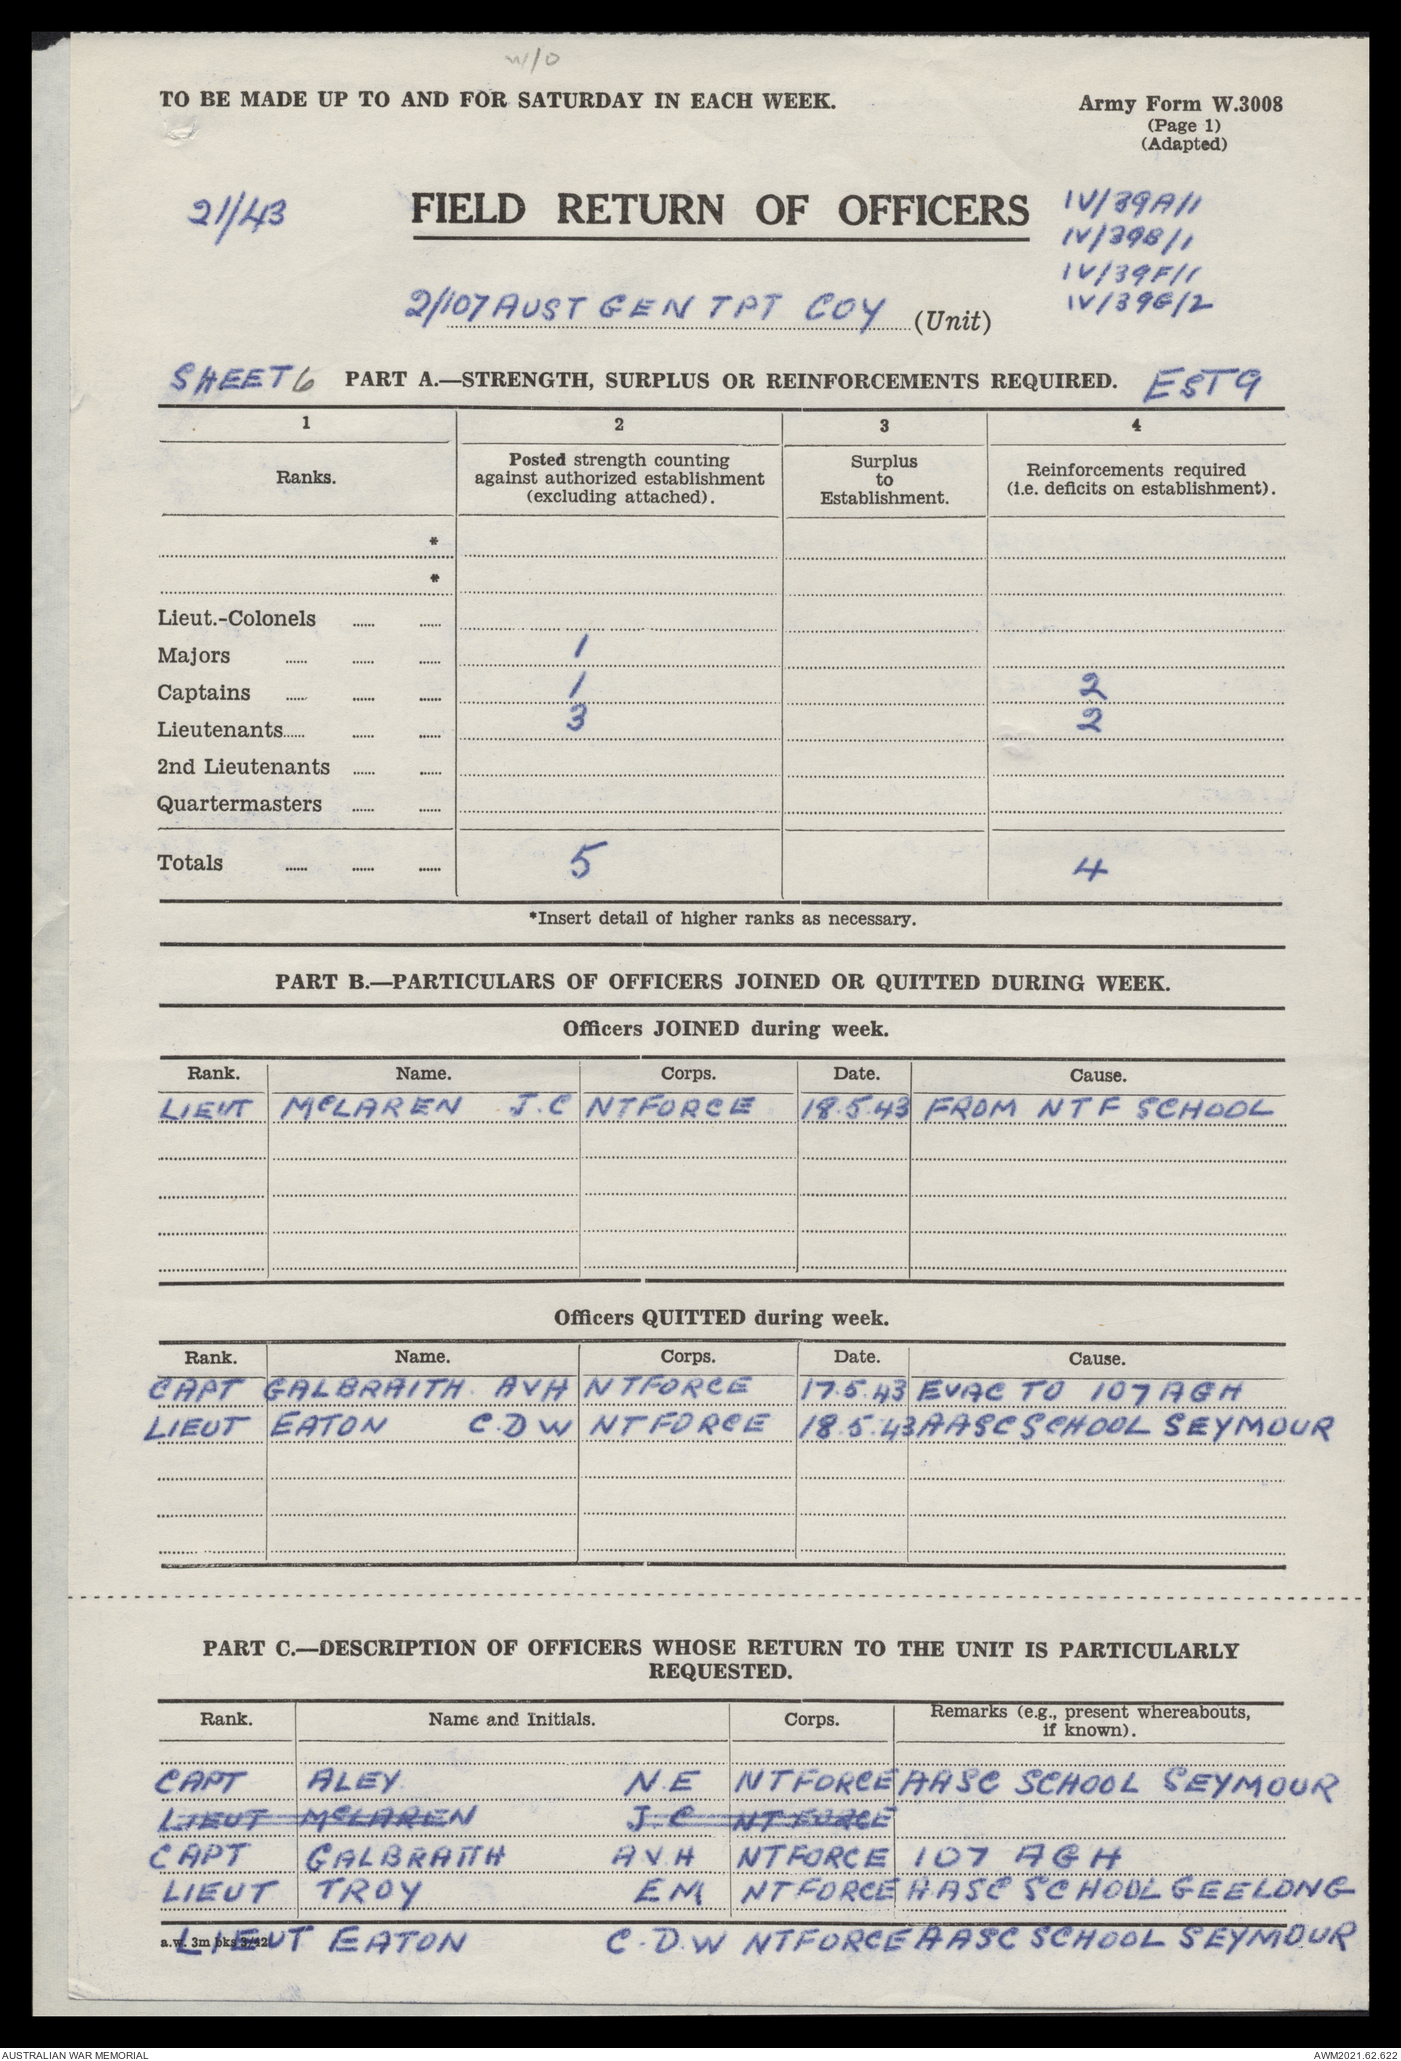 W/O
TO BE MADE UP TO AND FOR SATURDAY IN EACH WEEK.
Army Form W.3008
(Page 1)
(Adapted)
21/43
FIELD RETURN OF OFFICERS
IV/39A/1
IV/39B/1
IV/39F/1
IV/39G/2
2/107 AUST GEN TPT COY (Unit)
SHEET 6 PART A.—STRENGTH, SURPLUS OR REINFORCEMENTS REQUIRED. EST 9
1 2 3 4
Ranks. Posted strength counting against authorized establishment (excluding attached). Surplus to Establishment. Reinforcements required (i.e. deficits on establishment).
*
*
Lieut.-Colonels ...... ......
Majors ...... ...... ...... 1
Captains ...... ...... ...... 1 2
Lieutenants ...... ...... ...... 3 2
2nd Lieutenants ...... ......
Quartermasters ...... ......
Totals ...... ...... ...... 5 4
*Insert detail of higher ranks as necessary.
PART B.—PARTICULARS OF OFFICERS JOINED OR QUITTED DURING WEEK.
Officers JOINED during week.
Rank. Name. Corps. Date. Cause.
LIEUT McLAREN J.C NTFORCE 18.5.43 FROM NTF SCHOOL
Officers QUITTED during week.
Rank. Name. Corps. Date. Cause.
CAPT GALBRAITH AVH NTFORCE 17.5.43 EVAC TO 107 AGH
LIEUT EATON C.D W NTFORCE 18.5.43 AASC SCHOOL SEYMOUR
PART C.—DESCRIPTION OF OFFICERS WHOSE RETURN TO THE UNIT IS PARTICULARLY
REQUESTED.
Rank. Name and Initials. Corps. Remarks (e.g., present whereabouts, if known).
CAPT ALEY N.E NTFORCE AASC SCHOOL SEYMOUR
LIEUT McLAREN J.C NTFORCE
CAPT GALBRAITH A.V.H NTFORCE 107 AGH
LIEUT TROY E M NTFORCE AASC SCHOOL GEELONG
a.w. 3m bks 3/42
LIEUT EATON C.D.W NTFORCE AASC SCHOOL SEYMOUR
AUSTRALIAN WAR MEMORIAL
AWM2021.62.622